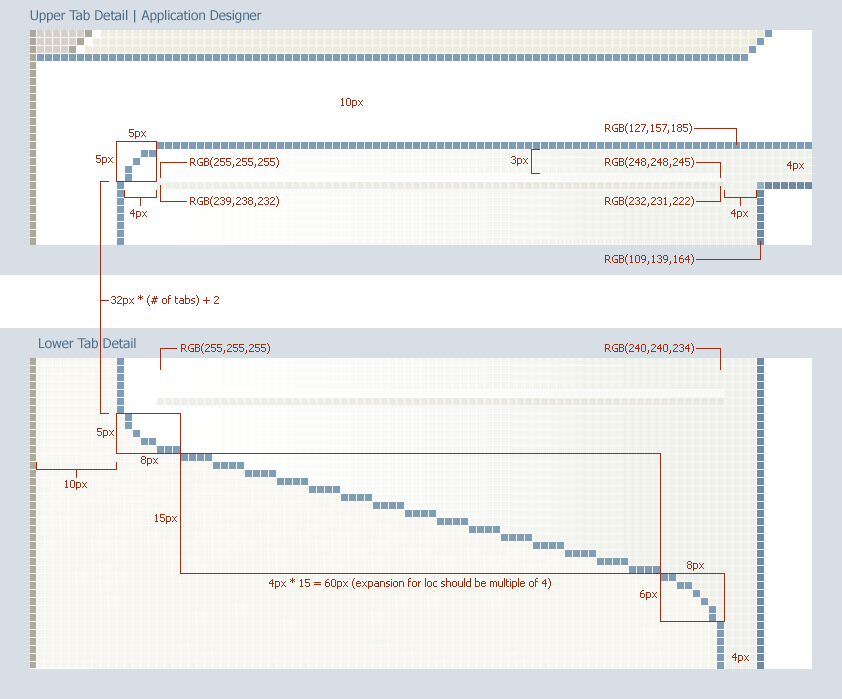 Upper Tab Detail | Application Designer
10px
5px
RGB(127,157,185)
5px
RGB(255,255,255)
3px
RGB(248,248,245)
4px
RGB(239,238,232)
RGB(232,231,222)
4px
4px
RGB(109,139,164)
32px * (# of tabs) + 2
Lower Tab Detail
RGB(255,255,255)
RGB(240,240,234)
5px
8px
10px
15px
8px
4px * 15 = 60px (expansion for loc should be multiple of 4)
6px
4px